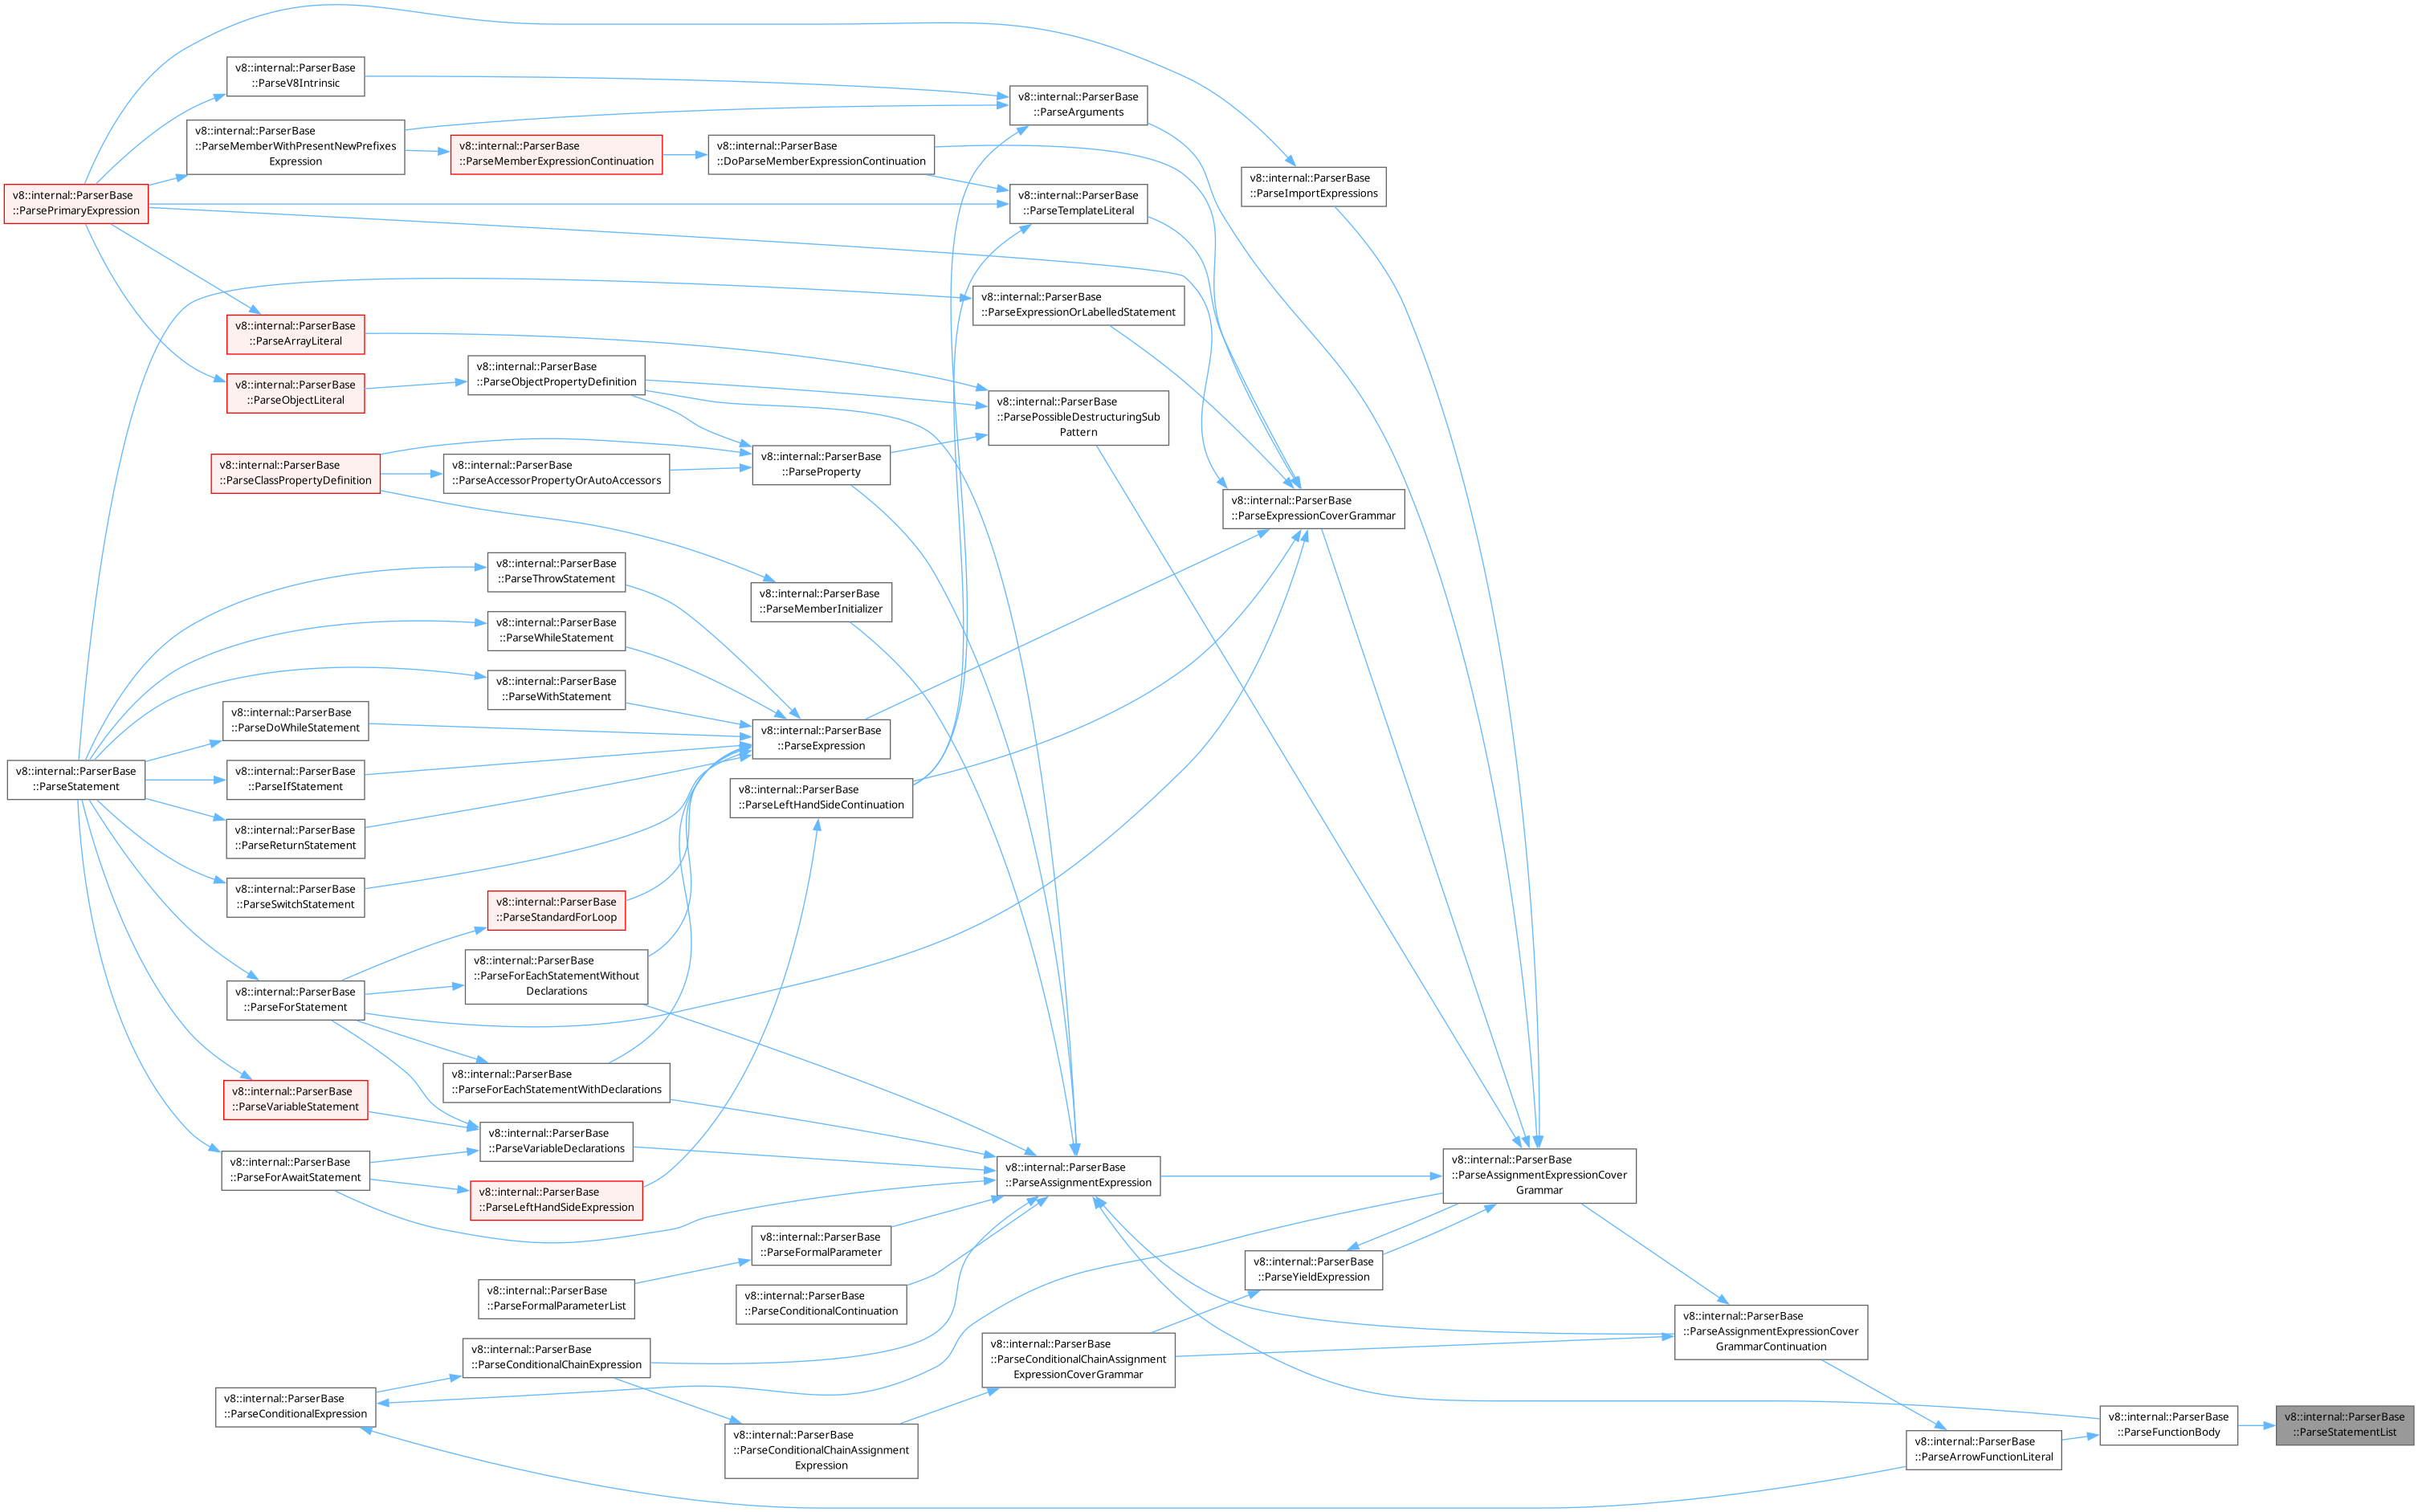 v8::internal::ParserBase
::ParseV8Intrinsic
v8::internal::ParserBase
::ParseArguments
v8::internal::ParserBase
::ParseMemberWithPresentNewPrefixes
Expression
v8::internal::ParserBase
::ParseMemberExpressionContinuation
v8::internal::ParserBase
::DoParseMemberExpressionContinuation
v8::internal::ParserBase
::ParseImportExpressions
v8::internal::ParserBase
::ParsePrimaryExpression
v8::internal::ParserBase
::ParseTemplateLiteral
v8::internal::ParserBase
::ParseExpressionOrLabelledStatement
v8::internal::ParserBase
::ParseArrayLiteral
v8::internal::ParserBase
::ParseObjectPropertyDefinition
v8::internal::ParserBase
::ParseObjectLiteral
v8::internal::ParserBase
::ParsePossibleDestructuringSub
Pattern
v8::internal::ParserBase
::ParseClassPropertyDefinition
v8::internal::ParserBase
::ParseAccessorPropertyOrAutoAccessors
v8::internal::ParserBase
::ParseProperty
v8::internal::ParserBase
::ParseExpressionCoverGrammar
v8::internal::ParserBase
::ParseThrowStatement
v8::internal::ParserBase
::ParseMemberInitializer
v8::internal::ParserBase
::ParseWhileStatement
v8::internal::ParserBase
::ParseWithStatement
v8::internal::ParserBase
::ParseDoWhileStatement
v8::internal::ParserBase
::ParseExpression
v8::internal::ParserBase
::ParseStatement
v8::internal::ParserBase
::ParseIfStatement
v8::internal::ParserBase
::ParseLeftHandSideContinuation
v8::internal::ParserBase
::ParseReturnStatement
v8::internal::ParserBase
::ParseSwitchStatement
v8::internal::ParserBase
::ParseStandardForLoop
v8::internal::ParserBase
::ParseForEachStatementWithout
Declarations
v8::internal::ParserBase
::ParseForStatement
v8::internal::ParserBase
::ParseForEachStatementWithDeclarations
v8::internal::ParserBase
::ParseVariableStatement
v8::internal::ParserBase
::ParseVariableDeclarations
v8::internal::ParserBase
::ParseForAwaitStatement
v8::internal::ParserBase
::ParseLeftHandSideExpression
v8::internal::ParserBase
::ParseAssignmentExpression
v8::internal::ParserBase
::ParseAssignmentExpressionCover
Grammar
v8::internal::ParserBase
::ParseFormalParameter
v8::internal::ParserBase
::ParseYieldExpression
v8::internal::ParserBase
::ParseFormalParameterList
v8::internal::ParserBase
::ParseConditionalContinuation
v8::internal::ParserBase
::ParseAssignmentExpressionCover
GrammarContinuation
v8::internal::ParserBase
::ParseConditionalChainExpression
v8::internal::ParserBase
::ParseConditionalChainAssignment
ExpressionCoverGrammar
v8::internal::ParserBase
::ParseConditionalExpression
v8::internal::ParserBase
::ParseConditionalChainAssignment
Expression
v8::internal::ParserBase
::ParseArrowFunctionLiteral
v8::internal::ParserBase
::ParseFunctionBody
v8::internal::ParserBase
::ParseStatementList